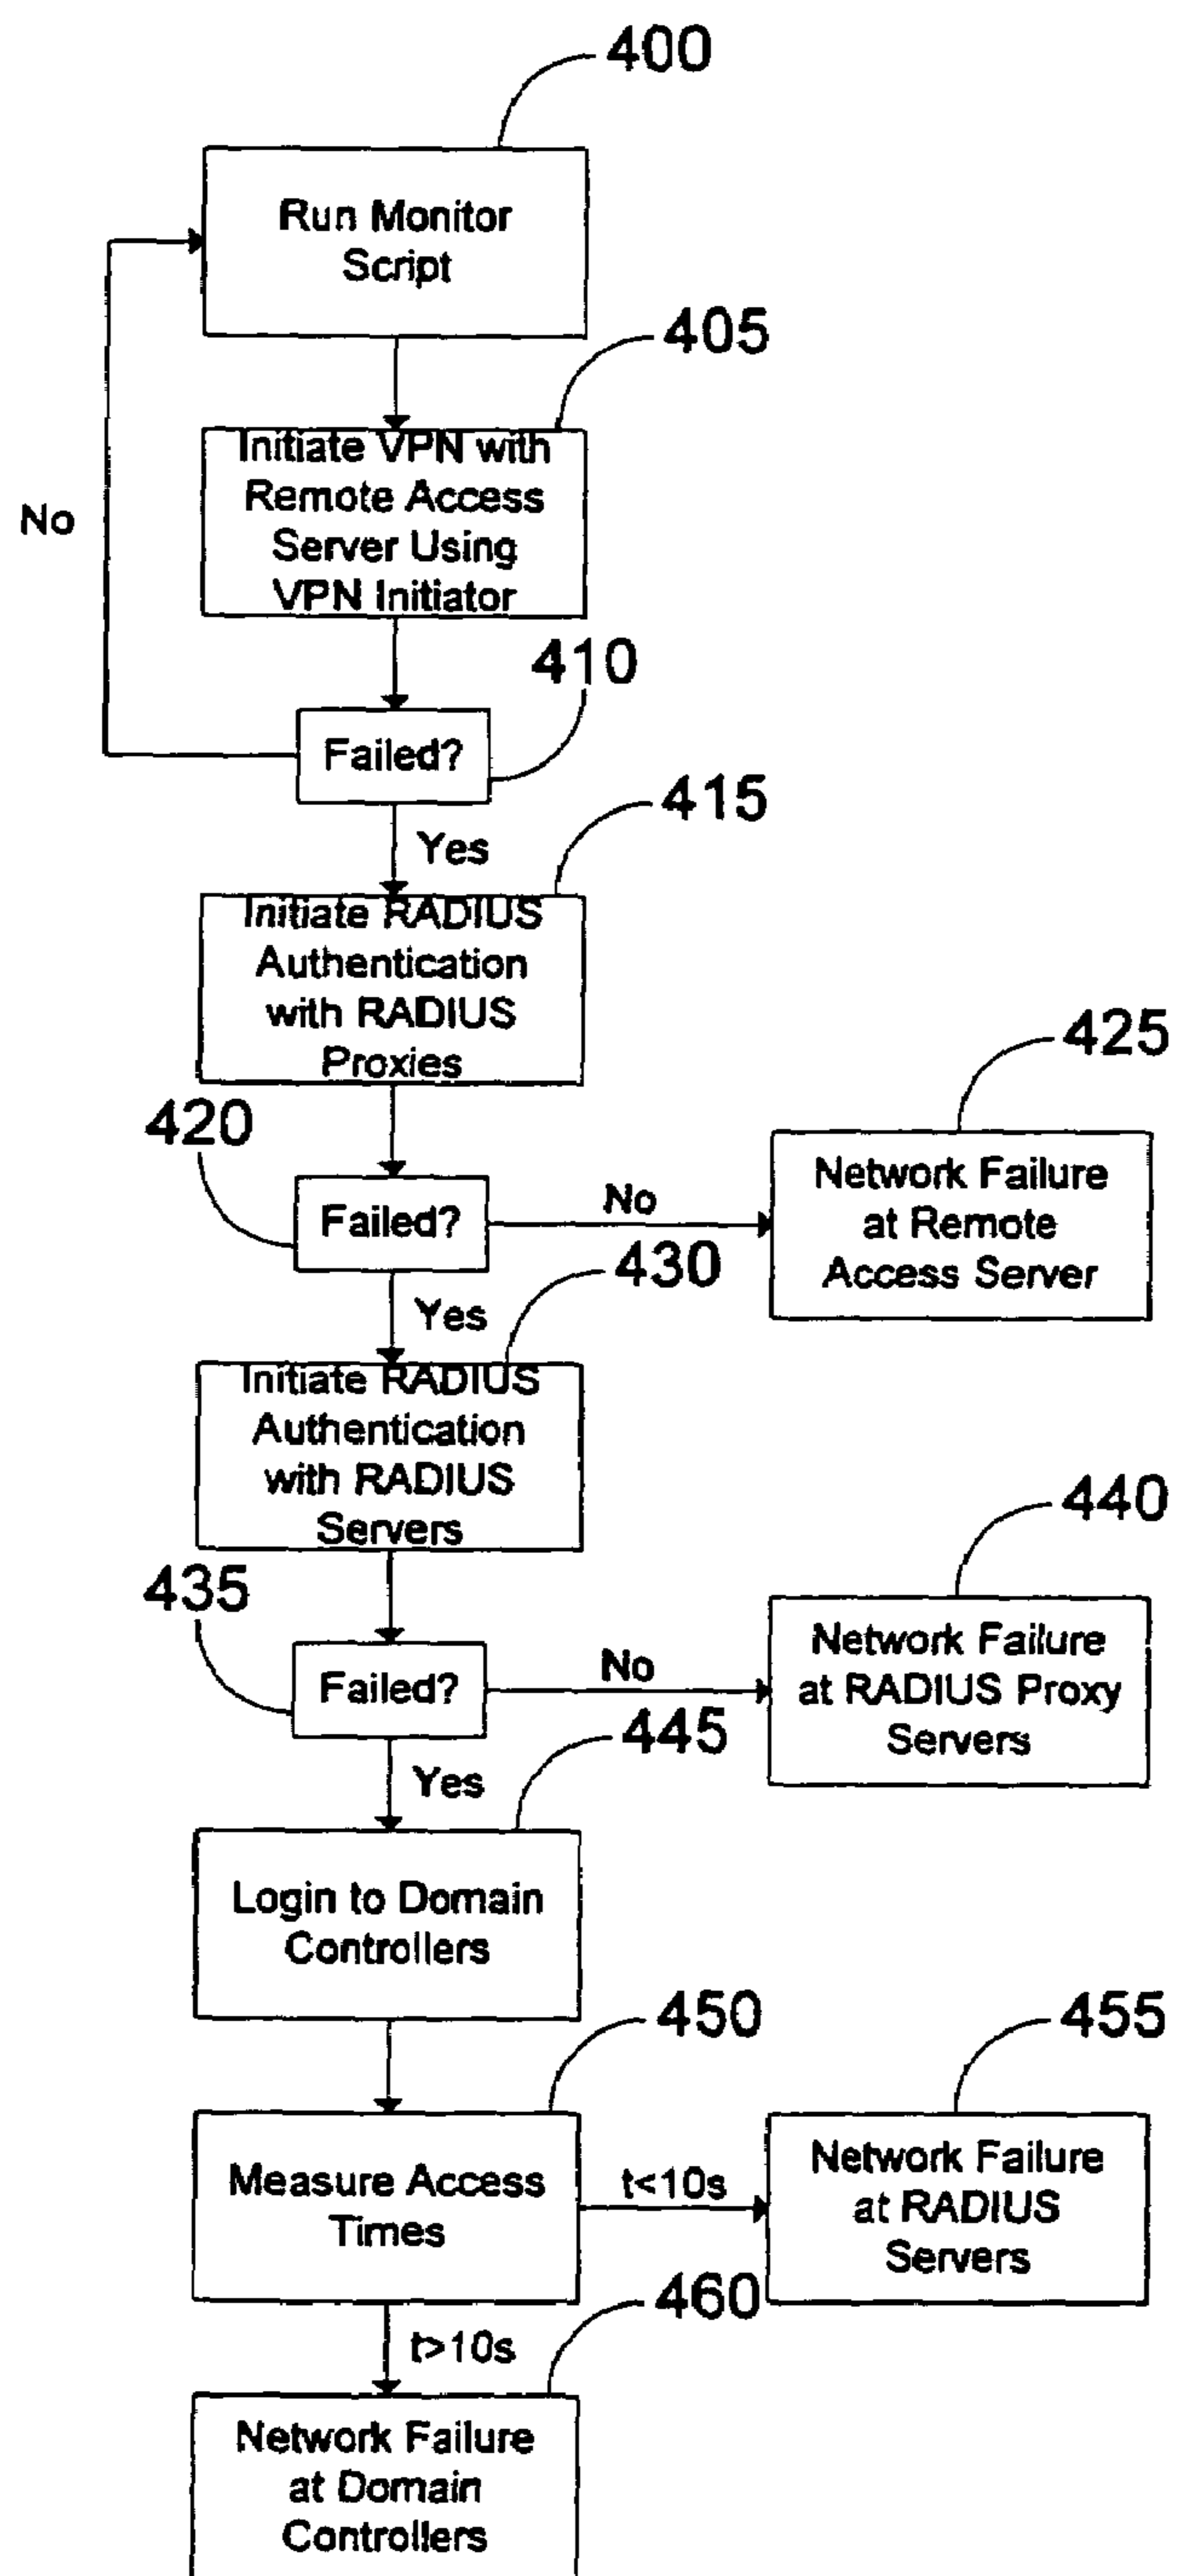 400
Run Monitor
Script
405
Initiate VPN with
Remote Access
Server Using
VPN Initiator
No
410
Failed?
415
Yes
Initiate RADIUS
Authentication
with RADIUS
Proxies
425
420
Network Failure
at Remote
Access Server
Failed?
No
430
Yes
Initiate RADIUS
Authentication
with RADIUS
Servers
440
435
Network Failure
at RADIUS Proxy
Servers
Failed?
No
445
Yes
Login to Domain
Controllers
450
455
Measure Access
Times
t<10s
Network Failure
at RADIUS
Servers
460
t>10s
Network Failure
at Domain
Controllers